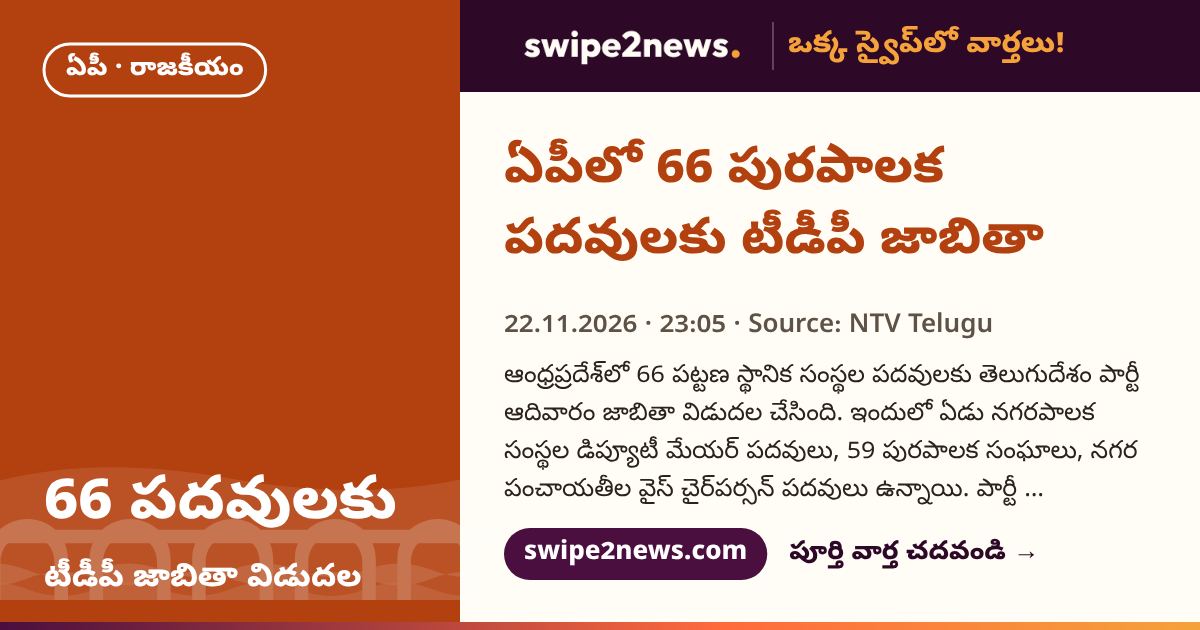 ఏపీ · రాజకీయం
66 పదవులకు
టీడీపీ జాబితా విడుదల
swipe2news.
ఒక్క స్వైప్‌లో వార్తలు!
ఏపీలో 66 పురపాలక
పదవులకు టీడీపీ జాబితా
22.11.2026 · 23:05 · Source: NTV Telugu
ఆంధ్రప్రదేశ్‌లో 66 పట్టణ స్థానిక సంస్థల పదవులకు తెలుగుదేశం పార్టీ
ఆదివారం జాబితా విడుదల చేసింది. ఇందులో ఏడు నగరపాలక
సంస్థల డిప్యూటీ మేయర్ పదవులు, 59 పురపాలక సంఘాలు, నగర
పంచాయతీల వైస్ చైర్‌పర్సన్ పదవులు ఉన్నాయి. పార్టీ ...
swipe2news.com
పూర్తి వార్త చదవండి →